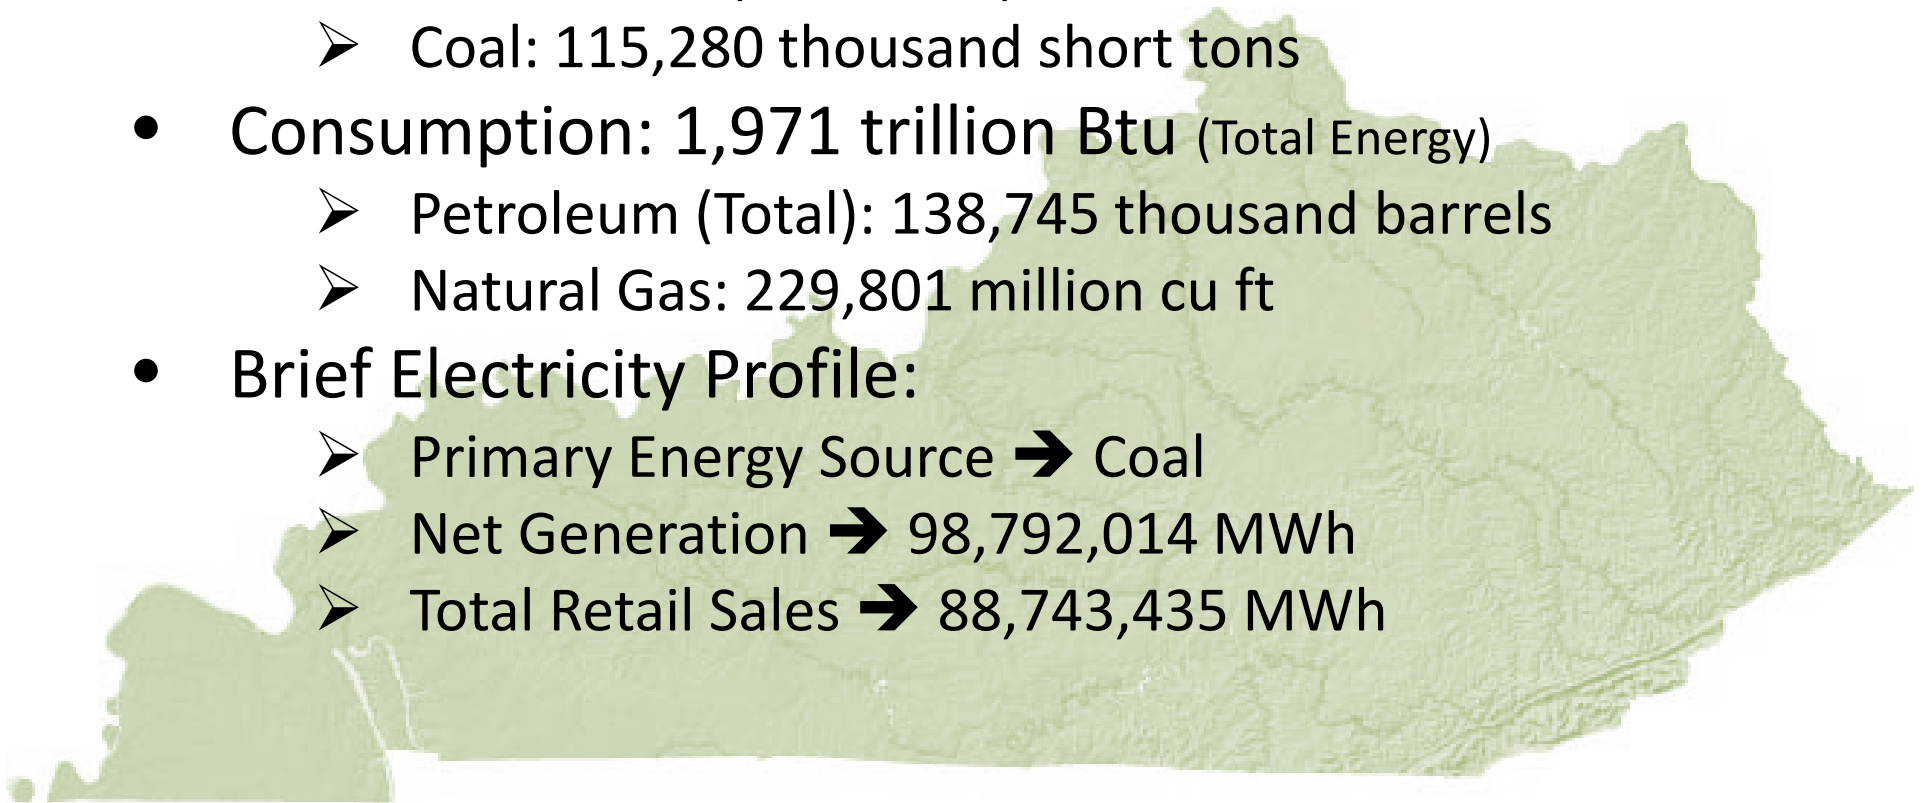 ➢ Coal: 115,280 thousand short tons
• Consumption: 1,971 trillion Btu (Total Energy)
➢ Petroleum (Total): 138,745 thousand barrels
➢ Natural Gas: 229,801 million cu ft
• Brief Electricity Profile:
➢ Primary Energy Source ➔ Coal
➢ Net Generation ➔ 98,792,014 MWh
➢ Total Retail Sales ➔ 88,743,435 MWh